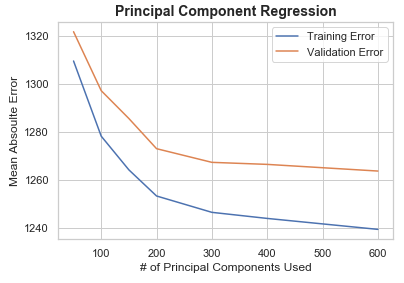 Principal Component Regression
Training Error
Validation Error
Mean Absoulte Error
1320
1300
1280
1260
1240
100 200 300 400 500 600
# of Principal Components Used